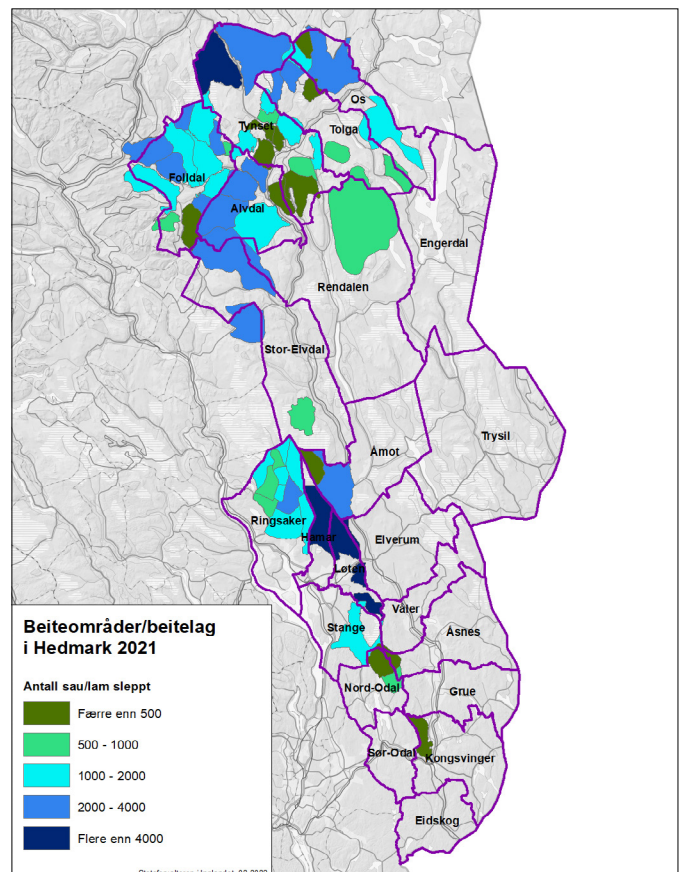 Os
Tynset
Tolga
Folldal
Alvdal
Engerdal
Rendalen
Stor-Elvdal
Trysil
Åmot
Ringsaker
Hamar
Elverum
Løten
Våler
Stange
Åsnes
Nord-Odal
Grue
Sør-Odal
Kongsvinger
Eidskog
Beiteområder/beitelag
i Hedmark 2021
Antall sau/lam sleppt
Færre enn 500
500 - 1000
1000 - 2000
2000 - 4000
Flere enn 4000